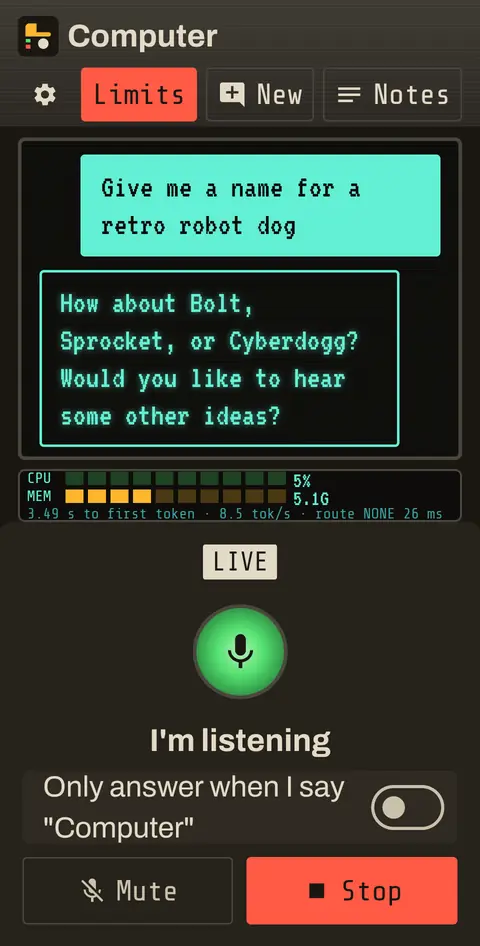 Computer
Limits
New
Notes
Give me a name for a
retro robot dog
How about Bolt,
Sprocket, or Cyberdogg?
Would you like to hear
some other ideas?
CPU 5%
MEM 5.1G
3.49 s to first token · 8.5 tok/s · route NONE 26 ms
LIVE
I'm listening
Only answer when I say
"Computer"
Mute
Stop